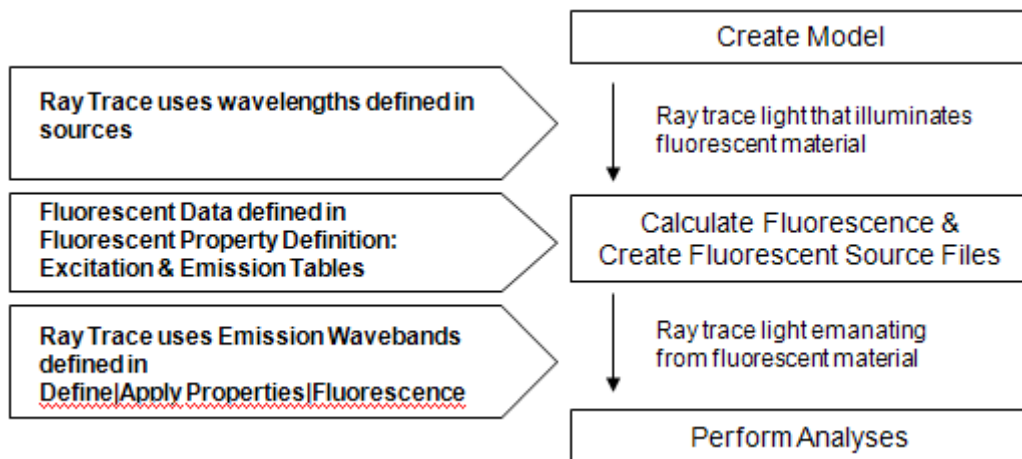 Create Model
Ray Trace uses wavelengths defined in
sources
Ray trace light that illuminates
fluorescent material
Fluorescent Data defined in
Fluorescent Property Definition:
Excitation & Emission Tables
Calculate Fluorescence &
Create Fluorescent Source Files
Ray Trace uses Emission Wavebands
defined in
Define|Apply Properties|Fluorescence
Ray trace light emanating
from fluorescent material
Perform Analyses